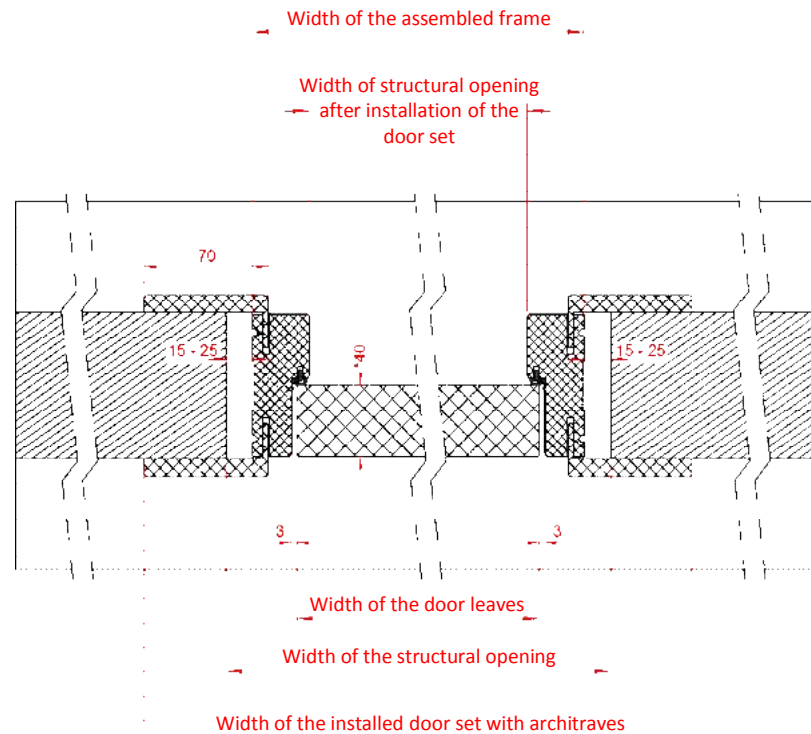 Width of the assembled frame
Width of structural opening
after installation of the
door set
70
15 - 25
40
15 - 25
3
3
Width of the door leaves
Width of the structural opening
Width of the installed door set with architraves